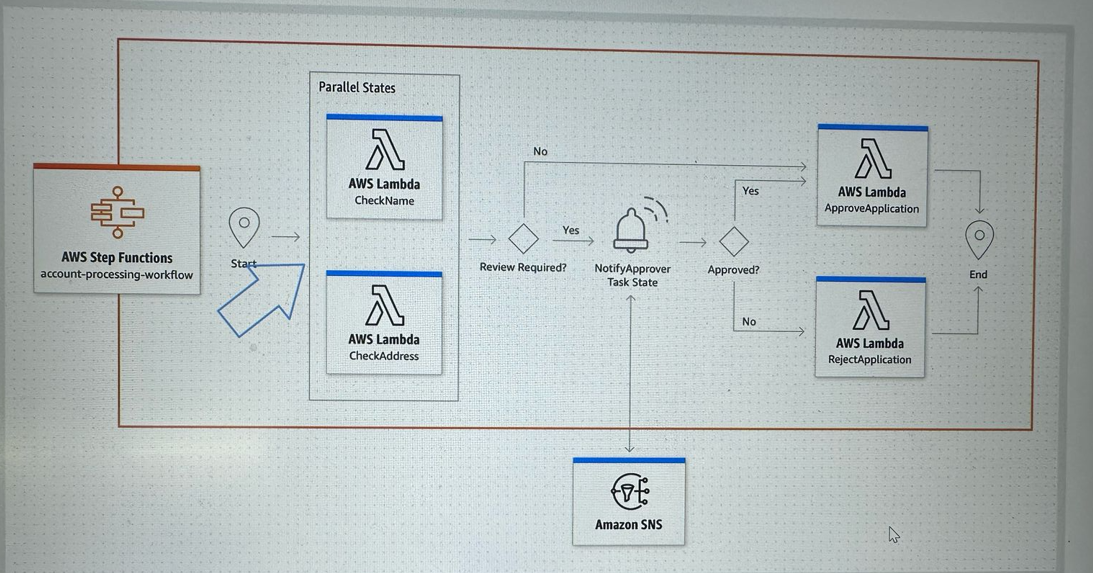 Parallel States
AWS Lambda
CheckName
AWS Lambda
CheckAddress
AWS Step Functions
account-processing-workflow
Start
No
Review Required?
Yes
NotifyApprover
Task State
Approved?
Yes
No
AWS Lambda
ApproveApplication
AWS Lambda
RejectApplication
End
Amazon SNS